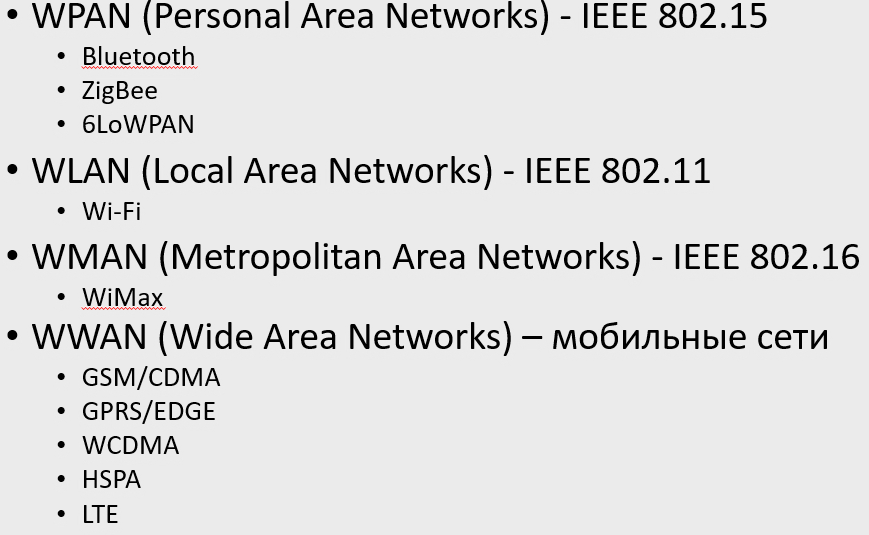 • WPAN (Personal Area Networks) - IEEE 802.15
• Bluetooth
• ZigBee
• 6LoWPAN
• WLAN (Local Area Networks) - IEEE 802.11
• Wi-Fi
• WMAN (Metropolitan Area Networks) - IEEE 802.16
• WiMax
• WWAN (Wide Area Networks) – мобильные сети
• GSM/CDMA
• GPRS/EDGE
• WCDMA
• HSPA
• LTE